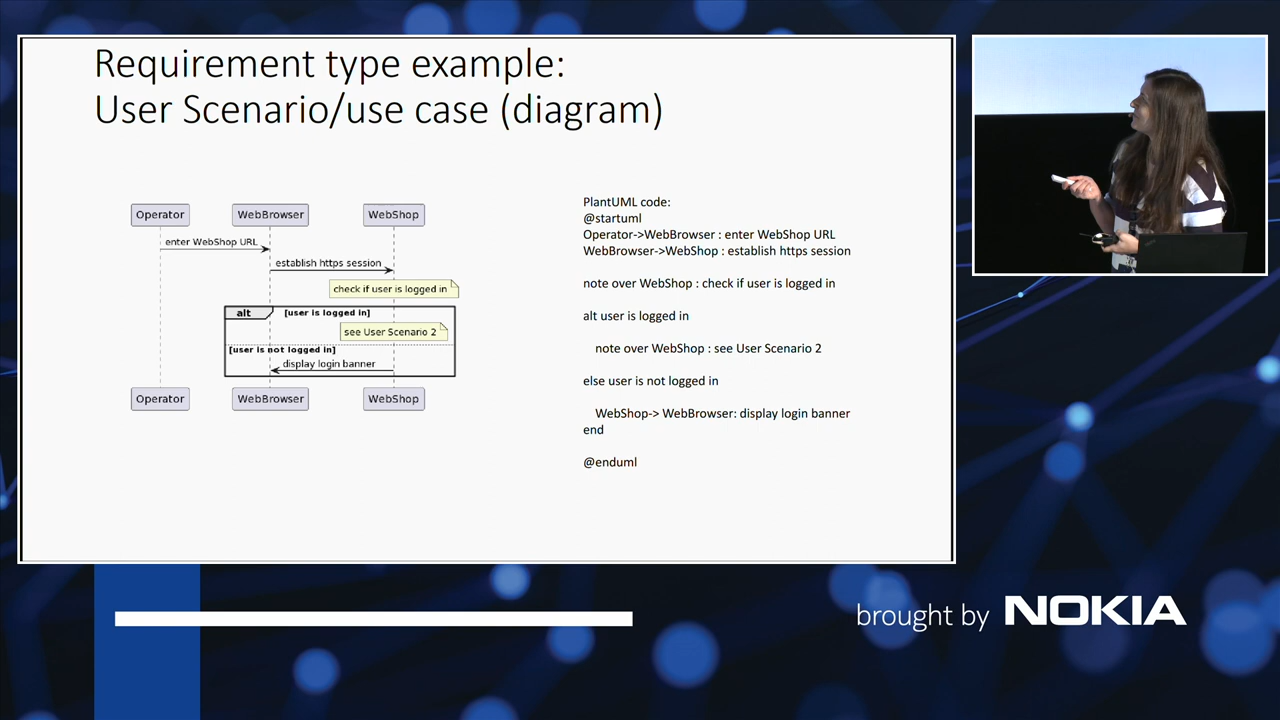 Requirement type example:
User Scenario/use case (diagram)
Operator
WebBrowser
WebShop
enter WebShop URL
establish https session
check if user is logged in
alt
[user is logged in]
see User Scenario 2
[user is not logged in]
display login banner
Operator
WebBrowser
WebShop
PlantUML code:
@startuml
Operator->WebBrowser : enter WebShop URL
WebBrowser->WebShop : establish https session
note over WebShop : check if user is logged in
alt user is logged in
note over WebShop : see User Scenario 2
else user is not logged in
WebShop-> WebBrowser: display login banner
end
@enduml
brought by NOKIA